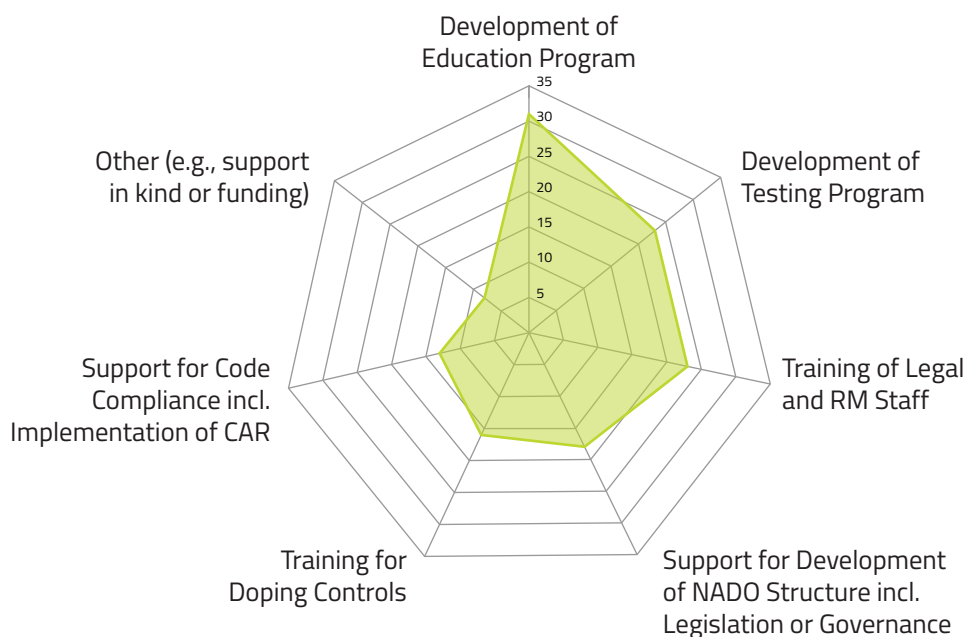 Development of
Education Program
35
30
25
20
15
10
5
Other (e.g., support
in kind or funding)
Development of
Testing Program
Support for Code
Compliance incl.
Implementation of CAR
Training of Legal
and RM Staff
Training for
Doping Controls
Support for Development
of NADO Structure incl.
Legislation or Governance